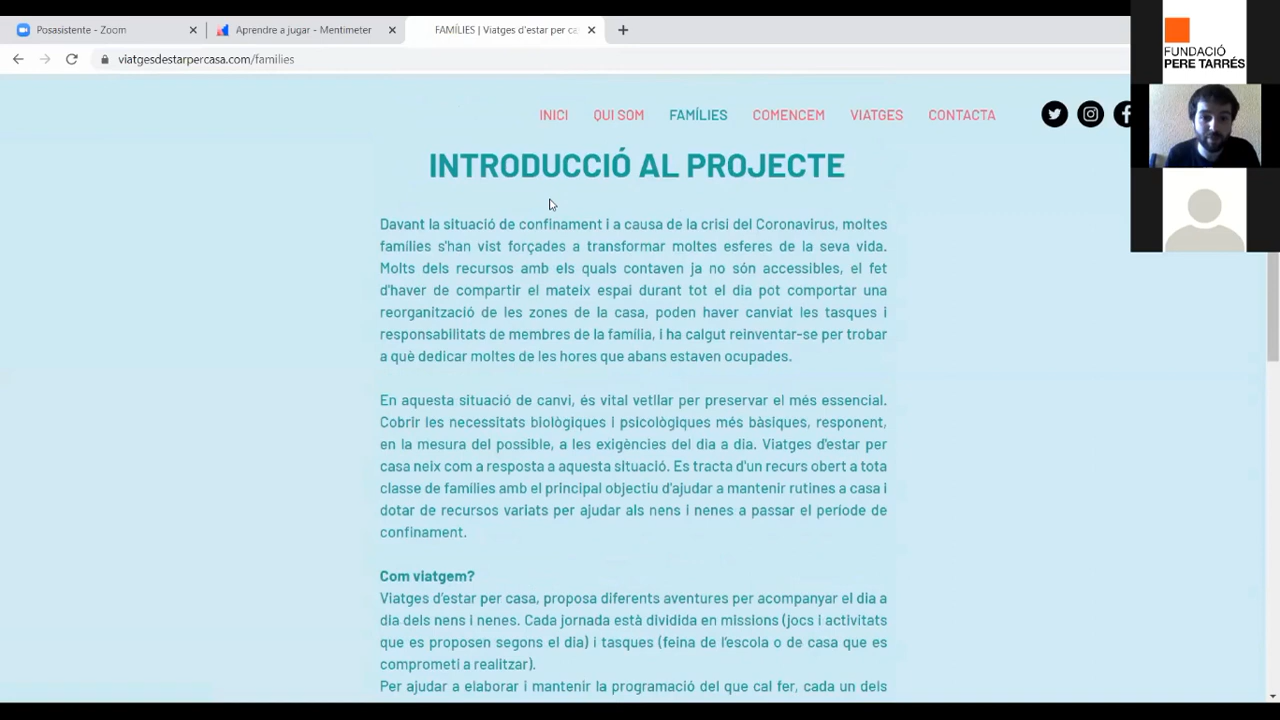 Posasistente - Zoom
Aprendre a jugar - Mentimeter
FAMÍLIES | Viatges d'estar per ca
viatgesdestarpercasa.com/families
FUNDACIÓ
PERE TARRÉS
INICI QUI SOM FAMÍLIES COMENCEM VIATGES CONTACTA
INTRODUCCIÓ AL PROJECTE
Davant la situació de confinament i a causa de la crisi del Coronavirus, moltes
famílies s'han vist forçades a transformar moltes esferes de la seva vida.
Molts dels recursos amb els quals contaven ja no són accessibles, el fet
d'haver de compartir el mateix espai durant tot el dia pot comportar una
reorganització de les zones de la casa, poden haver canviat les tasques i
responsabilitats de membres de la família, i ha calgut reinventar-se per trobar
a què dedicar moltes de les hores que abans estaven ocupades.
En aquesta situació de canvi, és vital vetllar per preservar el més essencial.
Cobrir les necessitats biològiques i psicològiques més bàsiques, responent,
en la mesura del possible, a les exigències del dia a dia. Viatges d'estar per
casa neix com a resposta a aquesta situació. Es tracta d'un recurs obert a tota
classe de famílies amb el principal objectiu d'ajudar a mantenir rutines a casa i
dotar de recursos variats per ajudar als nens i nenes a passar el període de
confinament.
Com viatgem?
Viatges d'estar per casa, proposa diferents aventures per acompanyar el dia a
dia dels nens i nenes. Cada jornada està dividida en missions (jocs i activitats
que es proposen segons el dia) i tasques (feina de l'escola o de casa que es
comprometi a realitzar).
Per ajudar a elaborar i mantenir la programació del que cal fer, cada un dels